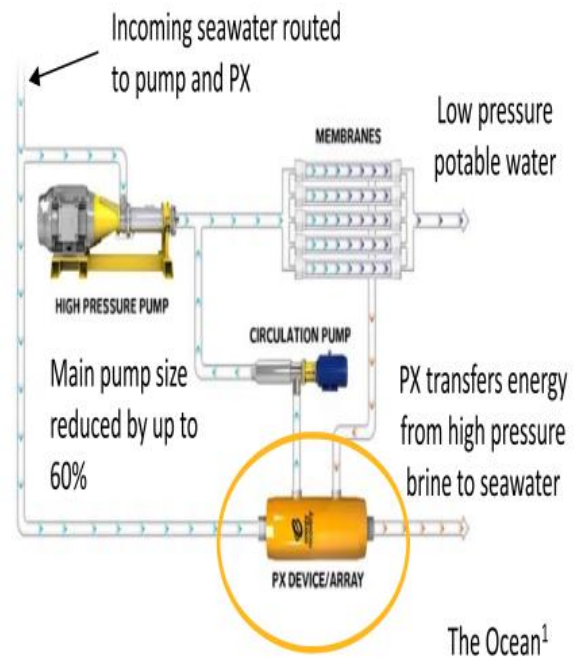 Incoming seawater routed
to pump and PX
MEMBRANES
Low pressure
potable water
HIGH PRESSURE PUMP
CIRCULATION PUMP
Main pump size
reduced by up to
60%
PX transfers energy
from high pressure
brine to seawater
PX DEVICE/ARRAY
The Ocean¹